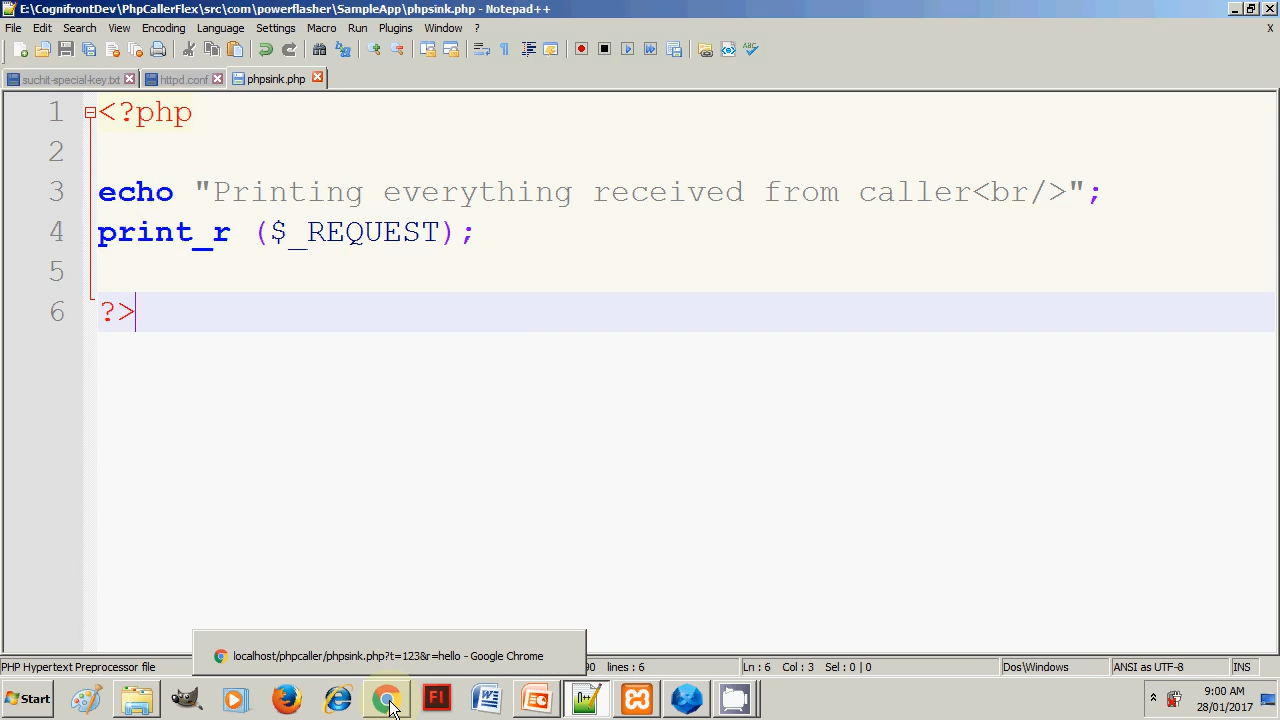 E:\CognifrontDev\PhpCallerFlex\src\com\powerflasher\SampleApp\phpsink.php - Notepad++
File Edit Search View Encoding Language Settings Macro Run Plugins Window ? X
suchit-special-key.txt httpd.conf phpsink.php
1 <?php
2
3 echo "Printing everything received from caller<br/>";
4 print_r ($_REQUEST);
5
6 ?>
localhost/phpcaller/phpsink.php?t=123&r=hello - Google Chrome
PHP Hypertext Preprocessor file 90 lines : 6 Ln : 6 Col : 3 Sel : 0 | 0 Dos\Windows ANSI as UTF-8 INS
Start Fl 9:00 AM
28/01/2017